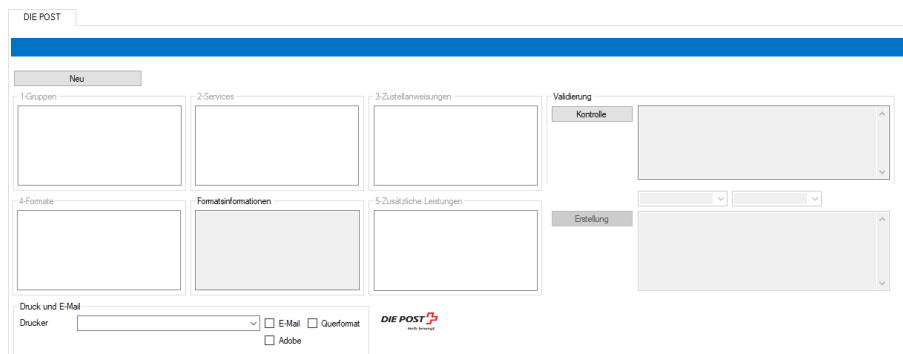 DIE POST
Neu
1-Gruppen
2-Services
3-Zustellanweisungen
Validierung
Kontrolle
4-Formate
Formatsinformationen
5-Zusätzliche Leistungen
Erstellung
Druck und E-Mail
Drucker
E-Mail
Querformat
Adobe
DIE POST